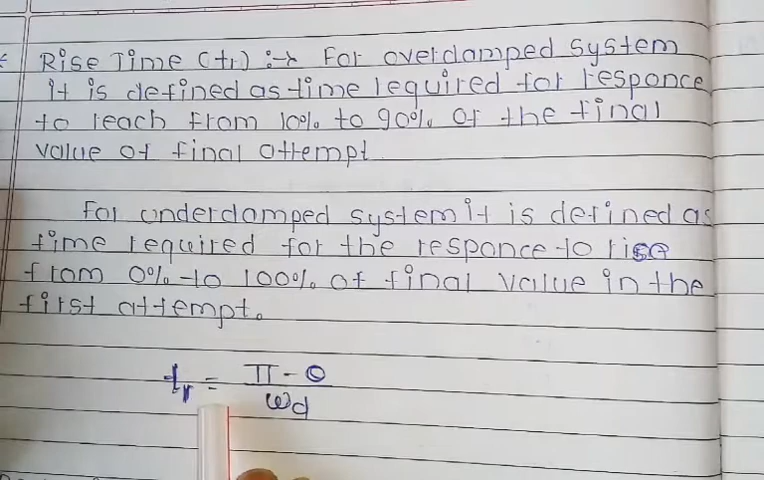 Rise Time (tr) :→ For overdamped system
it is defined as time required for responce
to reach from 10% to 90% of the final
value of final attempt
For underdamped system it is defined as
time required for the responce to rise
from 0% to 100% of final value in the
first attempt.
tr = π - θ / ωd